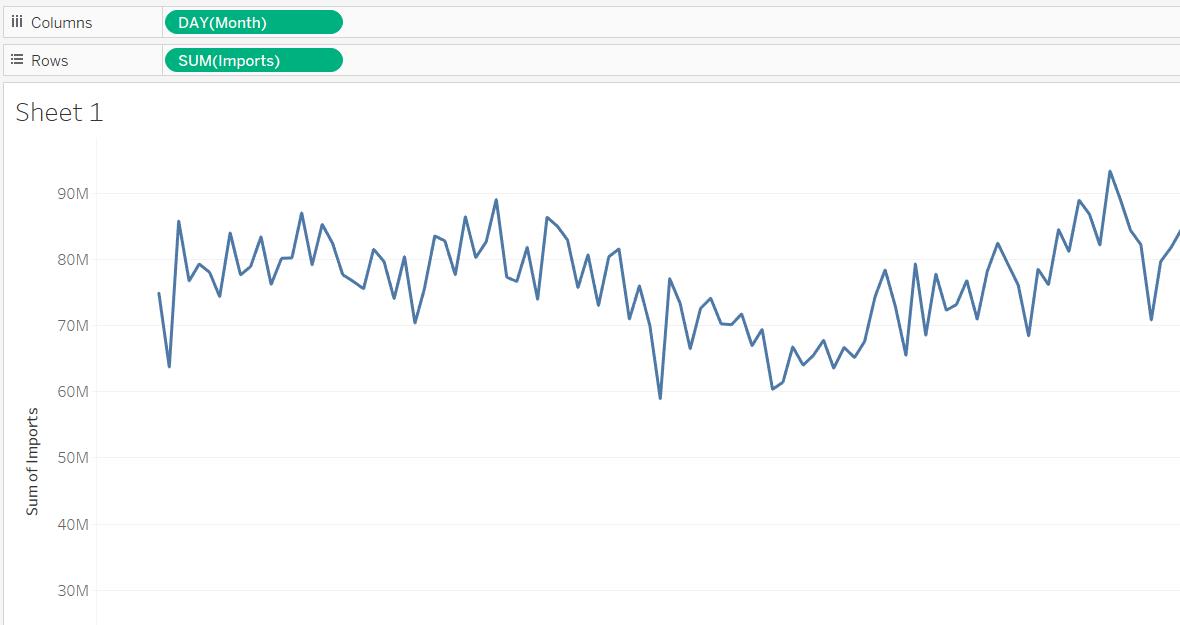 Columns
DAY(Month)
Rows
SUM(Imports)
Sheet 1
90M
80M
70M
60M
50M
40M
30M
Sum of Imports